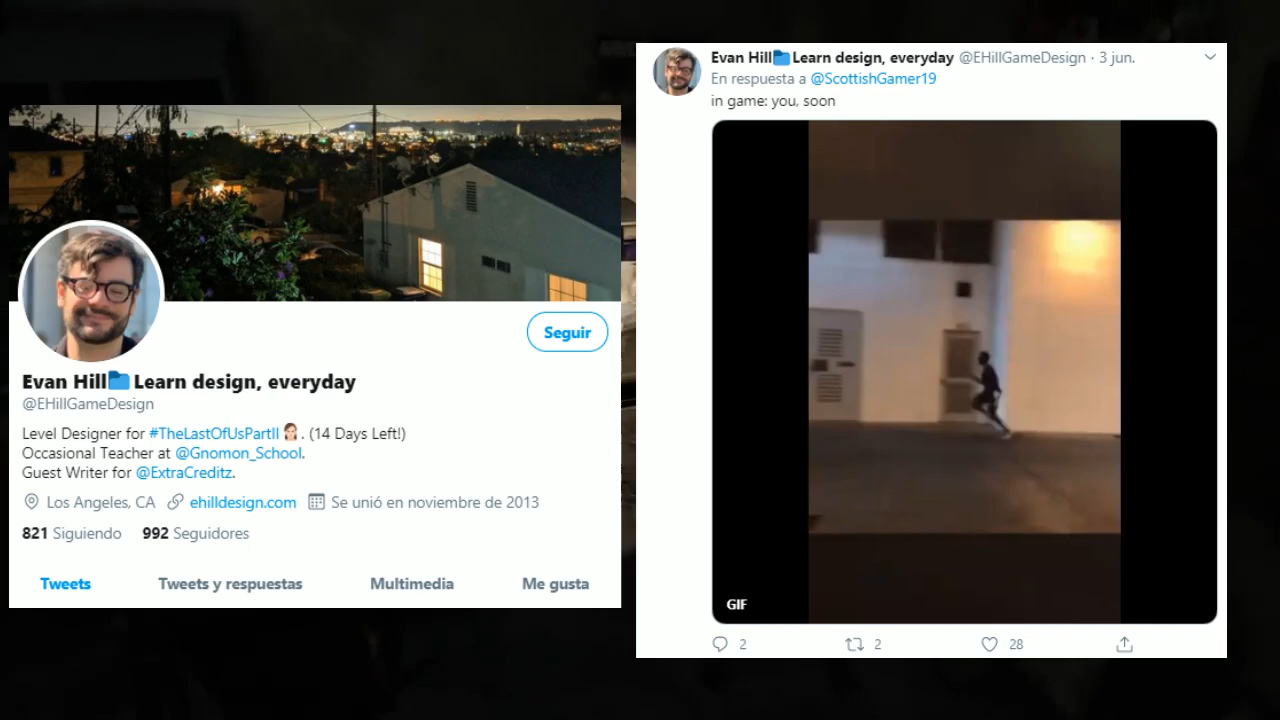 Evan Hill Learn design, everyday
@EHillGameDesign
Seguir
Level Designer for #TheLastOfUsPartII . (14 Days Left!)
Occasional Teacher at @Gnomon_School.
Guest Writer for @ExtraCreditz.
Los Angeles, CA ehilldesign.com Se unió en noviembre de 2013
821 Siguiendo 992 Seguidores
Tweets Tweets y respuestas Multimedia Me gusta
Evan Hill Learn design, everyday @EHillGameDesign · 3 jun.
En respuesta a @ScottishGamer19
in game: you, soon
GIF
2 2 28